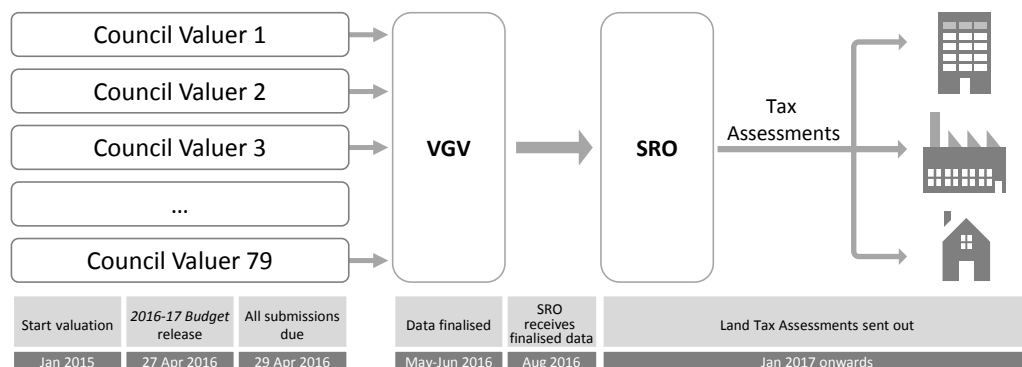 Council Valuer 1
Council Valuer 2
Council Valuer 3
...
Council Valuer 79
VGV
SRO
Tax
Assessments
Start valuation
2016-17 Budget
release
All submissions
due
Data finalised
SRO
receives
finalised data
Land Tax Assessments sent out
Jan 2015
27 Apr 2016
29 Apr 2016
May-Jun 2016
Aug 2016
Jan 2017 onwards